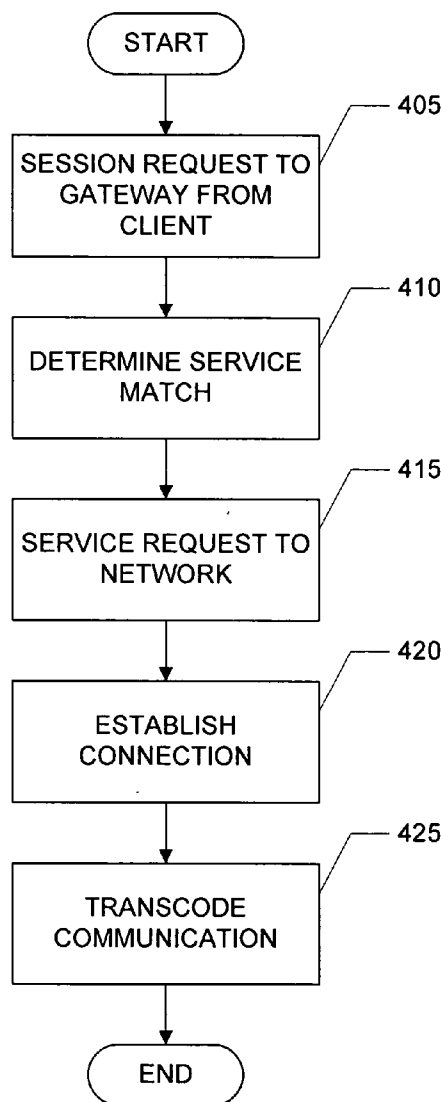 START
405
SESSION REQUEST TO
GATEWAY FROM
CLIENT
410
DETERMINE SERVICE
MATCH
415
SERVICE REQUEST TO
NETWORK
420
ESTABLISH
CONNECTION
425
TRANSCODE
COMMUNICATION
END